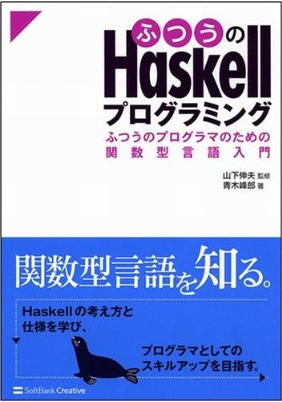 ふつうの
Haskell
プログラミング
ふつうのプログラマのための
関数型言語入門
山下伸夫 監修
青木峰郎 著
関数型言語を知る。
Haskellの考え方と
仕様を学び、
プログラマとしての
スキルアップを目指す。
SoftBank Creative